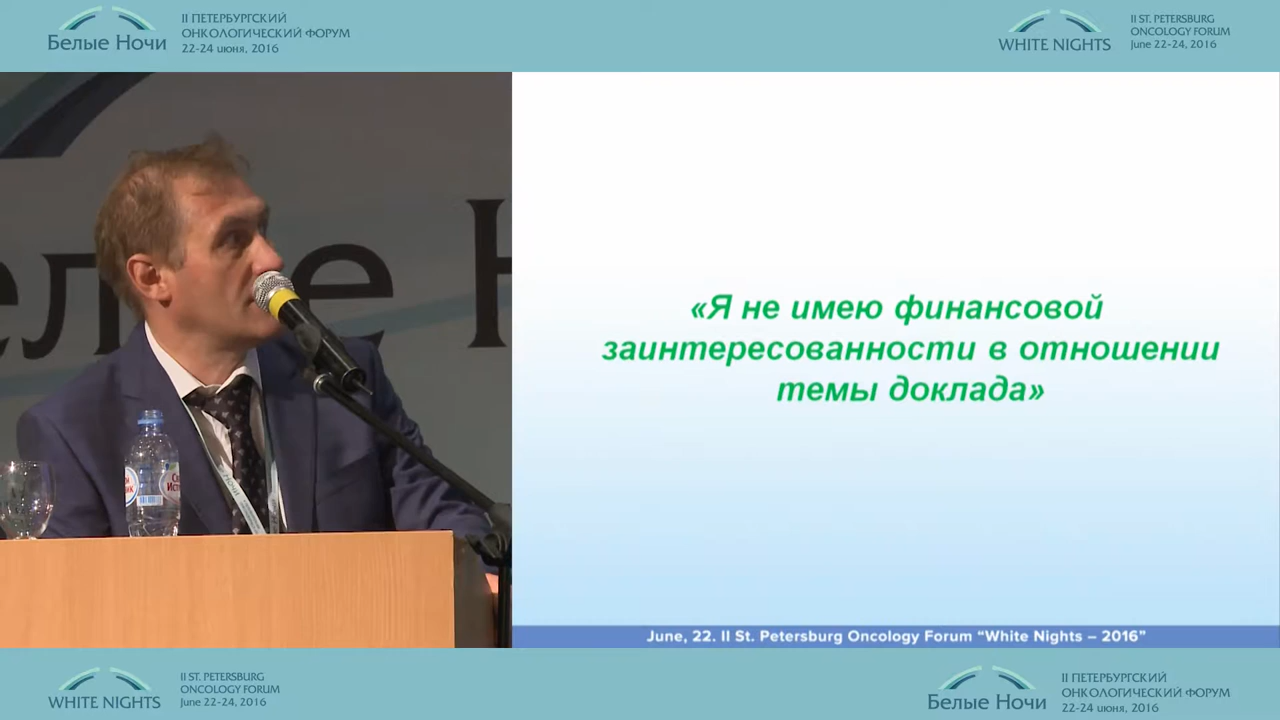 Белые Ночи
II ПЕТЕРБУРГСКИЙ
ОНКОЛОГИЧЕСКИЙ ФОРУМ
22-24 июня, 2016
WHITE NIGHTS
II ST. PETERSBURG
ONCOLOGY FORUM
June 22-24, 2016
«Я не имею финансовой
заинтересованности в отношении
темы доклада»
June, 22. II St. Petersburg Oncology Forum “White Nights – 2016”
WHITE NIGHTS
II ST. PETERSBURG
ONCOLOGY FORUM
June 22-24, 2016
Белые Ночи
II ПЕТЕРБУРГСКИЙ
ОНКОЛОГИЧЕСКИЙ ФОРУМ
22-24 июня, 2016